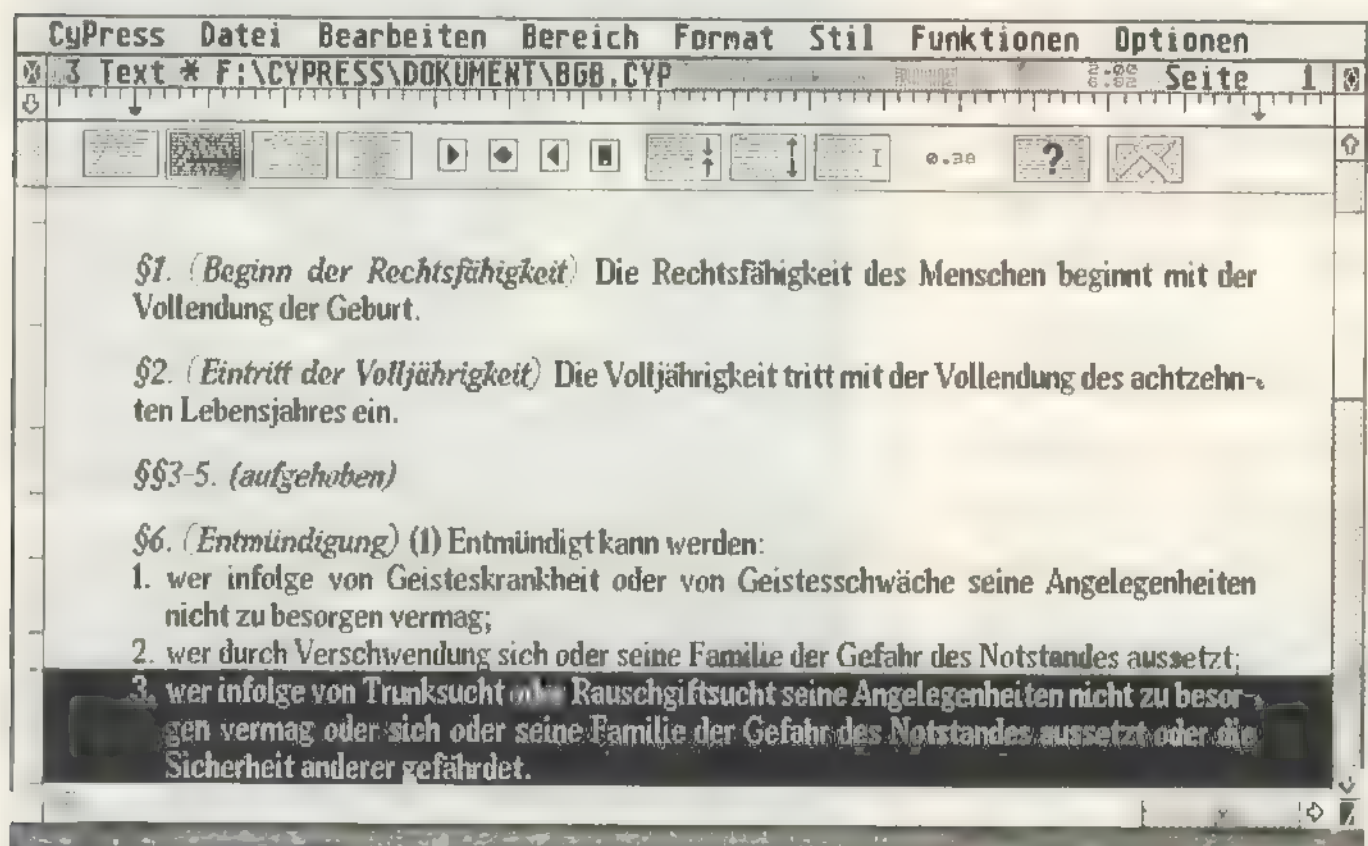 CyPress Datei Bearbeiten Bereich Format Stil Funktionen Optionen
3 Text * F:\CYPRESS\DOKUMENT\BGB.CYP Seite 1
0.38 ?
§1. (Beginn der Rechtsfähigkeit) Die Rechtsfähigkeit des Menschen beginnt mit der
Vollendung der Geburt.
§2. (Eintritt der Volljährigkeit) Die Volljährigkeit tritt mit der Vollendung des achtzehn-
ten Lebensjahres ein.
§§3-5. (aufgehoben)
§6. (Entmündigung) (1) Entmündigt kann werden:
1. wer infolge von Geisteskrankheit oder von Geistesschwäche seine Angelegenheiten
nicht zu besorgen vermag;
2. wer durch Verschwendung sich oder seine Familie der Gefahr des Notstandes aussetzt;
3. wer infolge von Trunksucht oder Rauschgiftsucht seine Angelegenheiten nicht zu besor-
gen vermag oder sich oder seine Familie der Gefahr des Notstandes aussetzt oder die
Sicherheit anderer gefährdet.